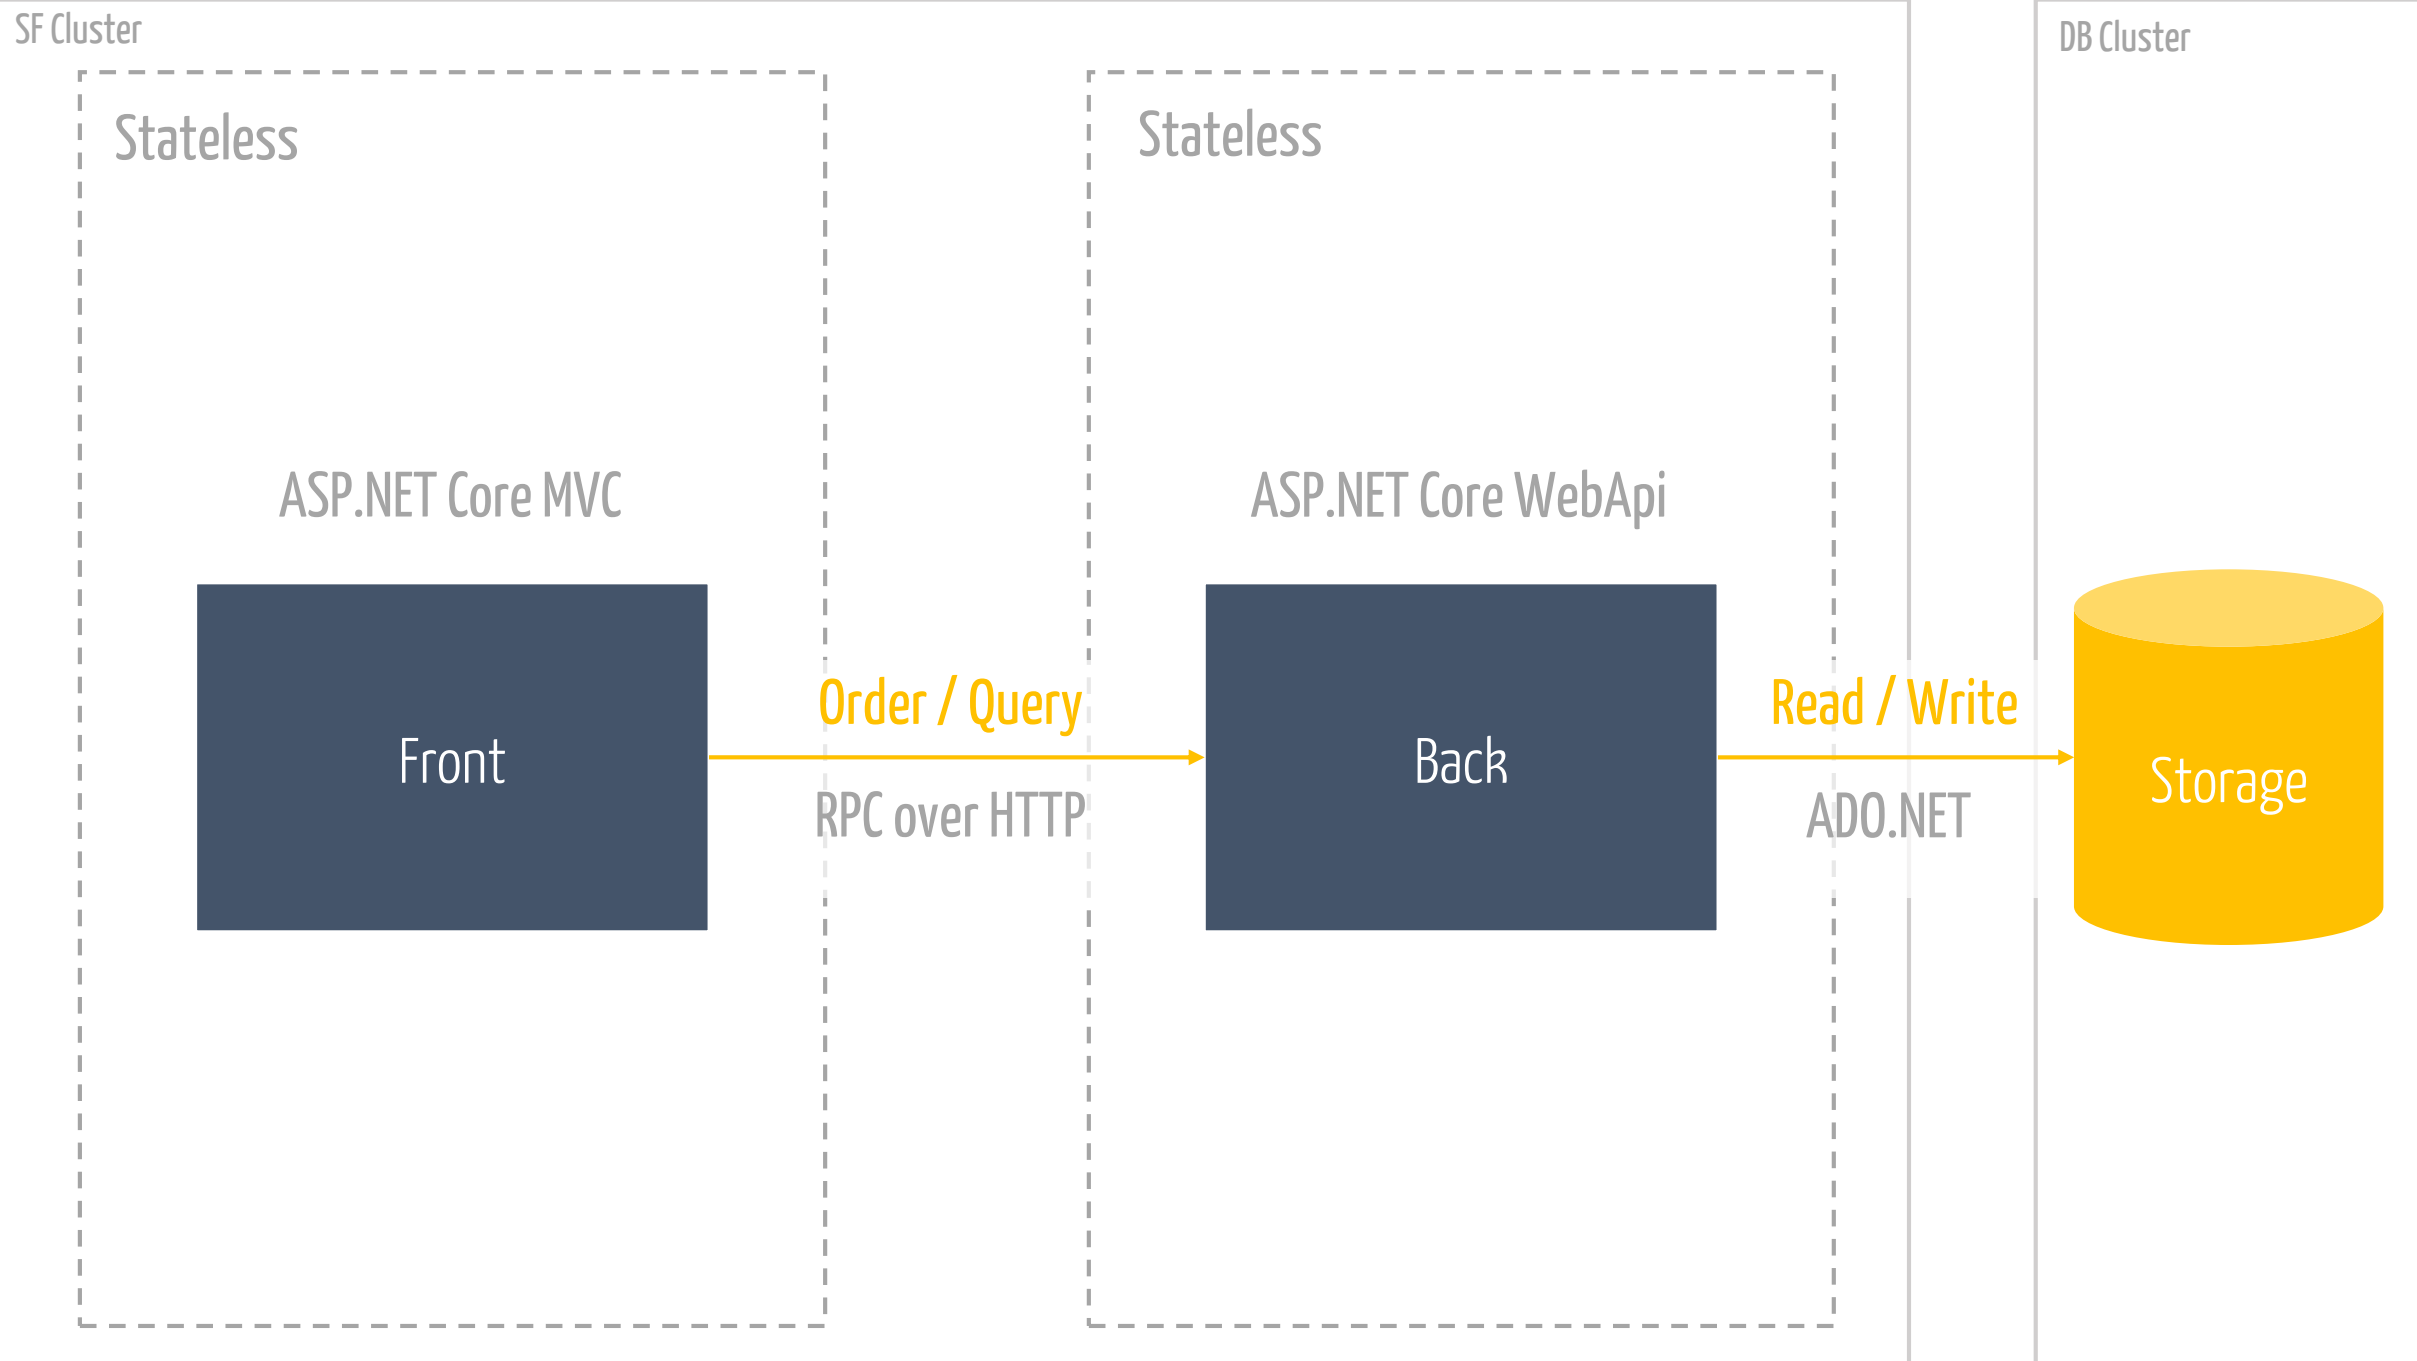 SF Cluster
DB Cluster
Stateless
Stateless
ASP.NET Core MVC
ASP.NET Core WebApi
Front
Order / Query
RPC over HTTP
Back
Read / Write
ADO.NET
Storage